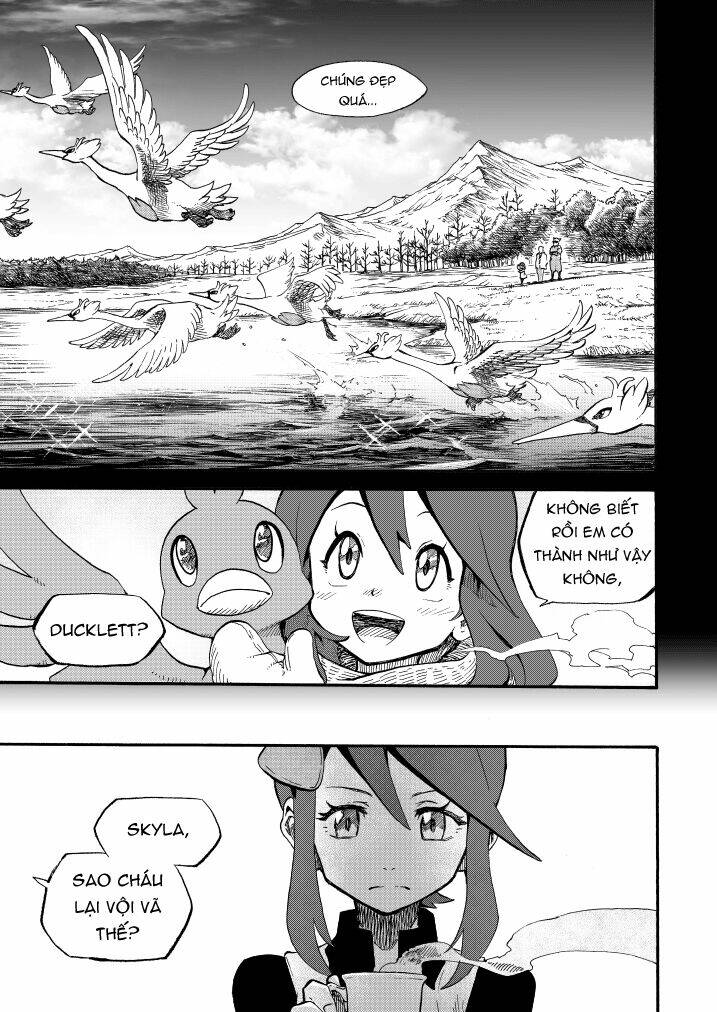 CHÚNG ĐẸP
QUÁ...
KHÔNG BIẾT
RỒI EM CÓ
THÀNH NHƯ VẬY
KHÔNG,
DUCKLETT?
SKYLA,
SAO CHÁU
LẠI VỘI VÃ
THẾ?